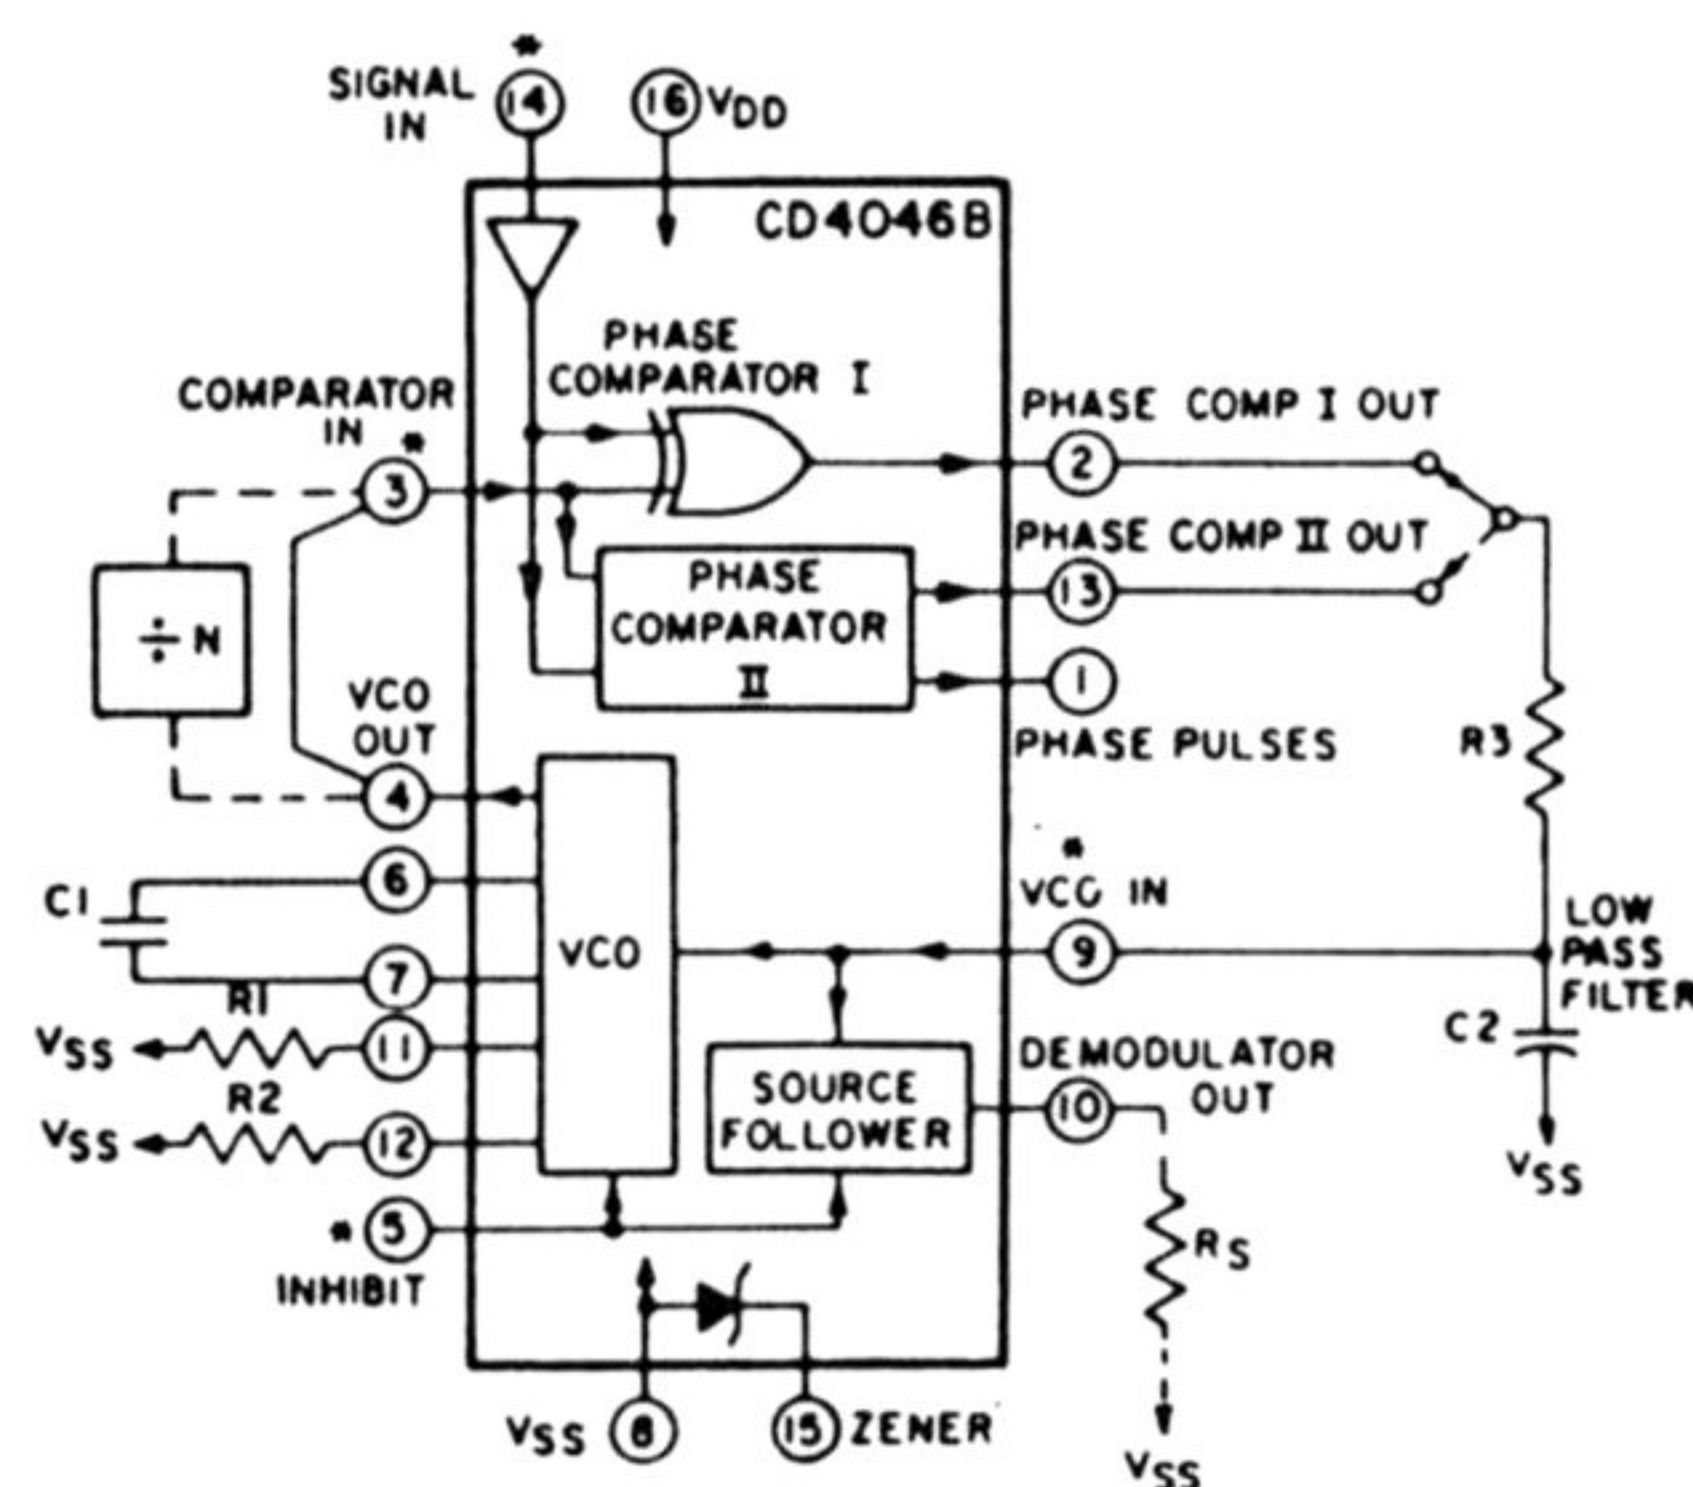 *
SIGNAL
IN
14
16
VDD
CD4046B
PHASE
COMPARATOR I
COMPARATOR
IN
*
3
PHASE COMP I OUT
2
PHASE COMP II OUT
13
PHASE
COMPARATOR
II
÷ N
1
PHASE PULSES
VCO
OUT
4
R3
6
C1
*
VCO IN
VCO
9
LOW
PASS
FILTER
7
R1
VSS
11
C2
DEMODULATOR
OUT
R2
SOURCE
FOLLOWER
10
VSS
12
VSS
* 5
INHIBIT
RS
VSS
8
15
ZENER
VSS